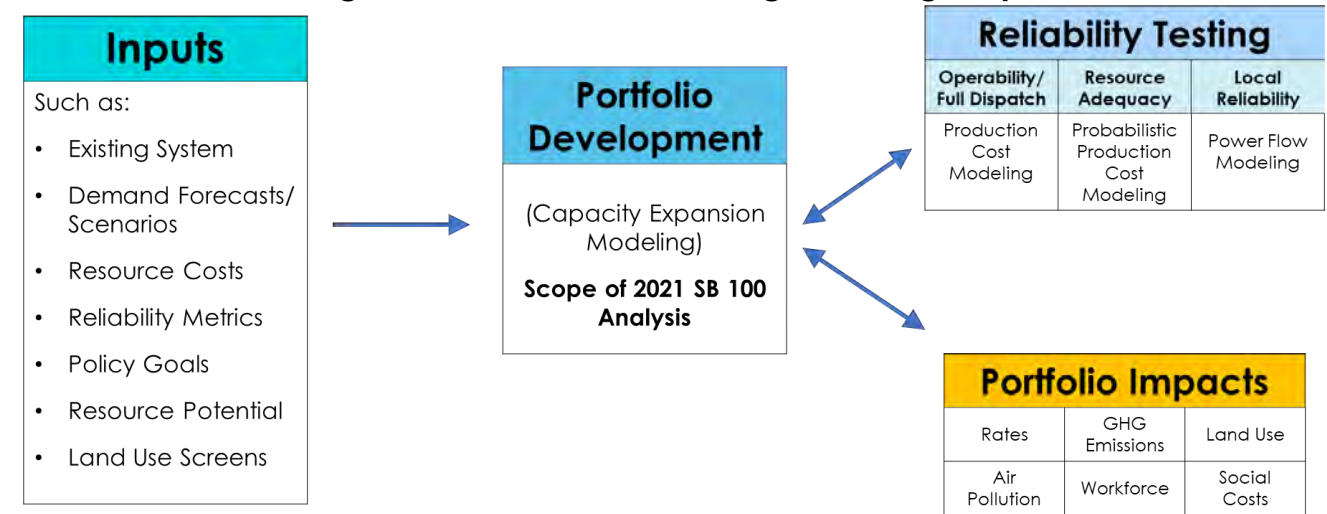 Inputs
Such as:
• Existing System
• Demand Forecasts/
Scenarios
• Resource Costs
• Reliability Metrics
• Policy Goals
• Resource Potential
• Land Use Screens
Portfolio
Development
(Capacity Expansion
Modeling)
Scope of 2021 SB 100
Analysis
Reliability Testing
Operability/
Full Dispatch
Resource
Adequacy
Local
Reliability
Production
Cost
Modeling
Probabilistic
Production
Cost
Modeling
Power Flow
Modeling
Portfolio Impacts
Rates
GHG
Emissions
Land Use
Air
Pollution
Workforce
Social
Costs